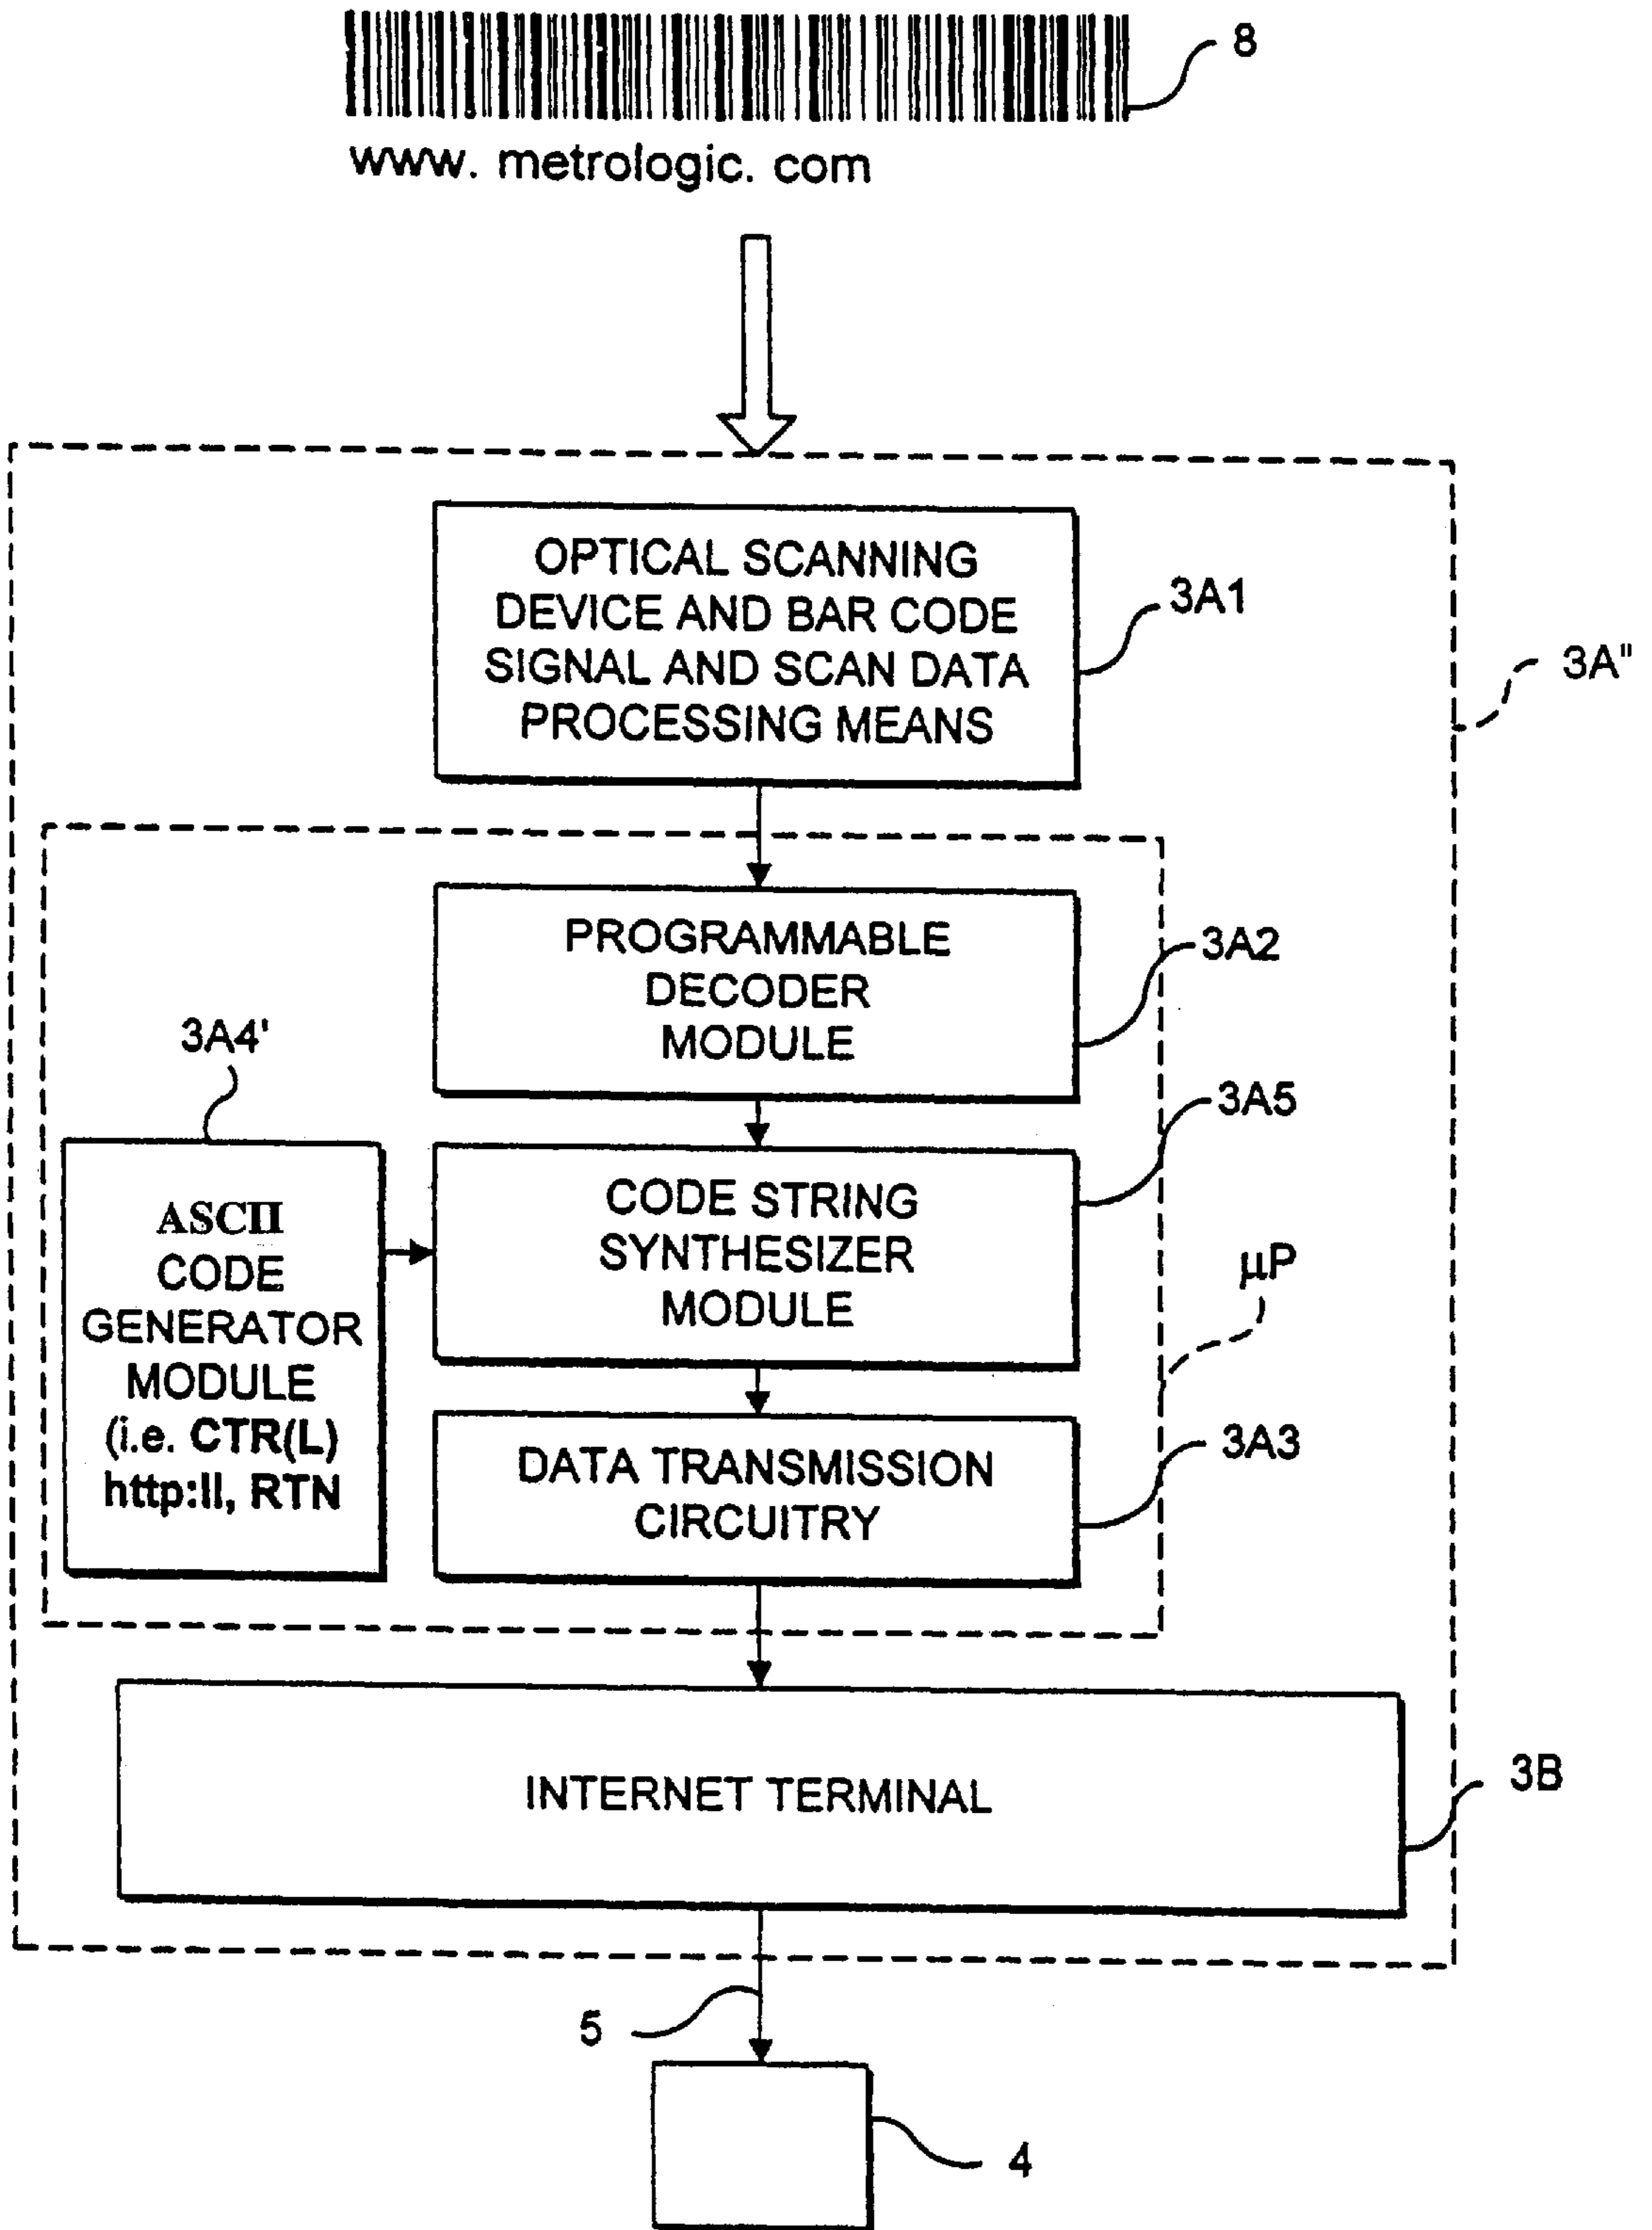 8
www. metrologic. com
OPTICAL SCANNING
DEVICE AND BAR CODE
SIGNAL AND SCAN DATA
PROCESSING MEANS
3A1
3A"
PROGRAMMABLE
DECODER
MODULE
3A2
3A4'
3A5
ASCII
CODE
GENERATOR
MODULE
(i.e. CTR(L)
http:ll, RTN
CODE STRING
SYNTHESIZER
MODULE
µP
DATA TRANSMISSION
CIRCUITRY
3A3
INTERNET TERMINAL
3B
5
4